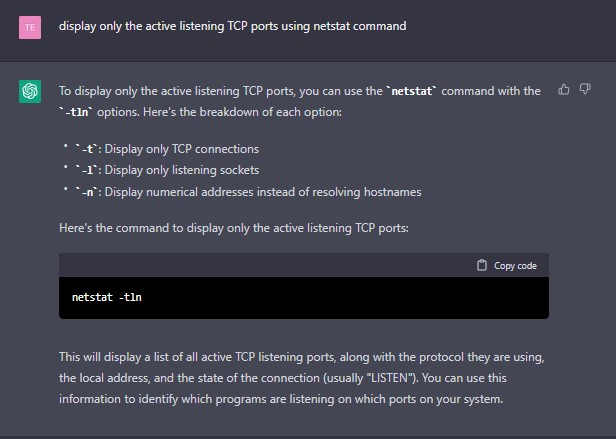 TE
display only the active listening TCP ports using netstat command
To display only the active listening TCP ports, you can use the `netstat` command with the
`-tln` options. Here's the breakdown of each option:
• `-t`: Display only TCP connections
• `-l`: Display only listening sockets
• `-n`: Display numerical addresses instead of resolving hostnames
Here's the command to display only the active listening TCP ports:
Copy code
netstat -tln
This will display a list of all active TCP listening ports, along with the protocol they are using,
the local address, and the state of the connection (usually "LISTEN"). You can use this
information to identify which programs are listening on which ports on your system.